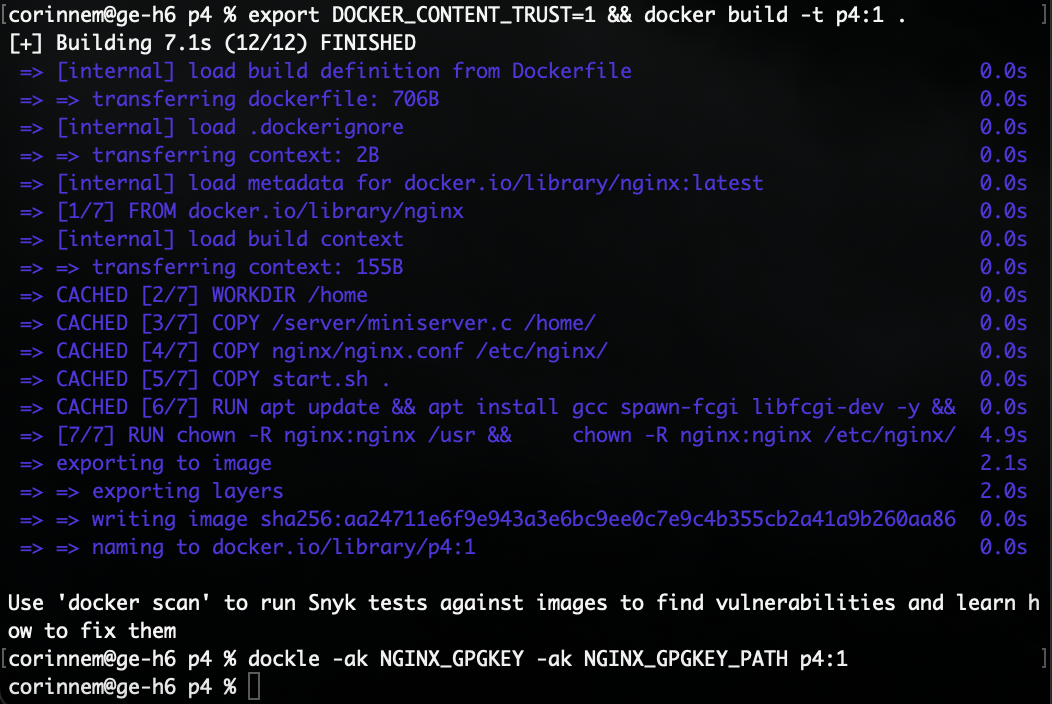 [corinnem@ge-h6 p4 % export DOCKER_CONTENT_TRUST=1 && docker build -t p4:1 . ]
[+] Building 7.1s (12/12) FINISHED
=> [internal] load build definition from Dockerfile 0.0s
=> => transferring dockerfile: 706B 0.0s
=> [internal] load .dockerignore 0.0s
=> => transferring context: 2B 0.0s
=> [internal] load metadata for docker.io/library/nginx:latest 0.0s
=> [1/7] FROM docker.io/library/nginx 0.0s
=> [internal] load build context 0.0s
=> => transferring context: 155B 0.0s
=> CACHED [2/7] WORKDIR /home 0.0s
=> CACHED [3/7] COPY /server/miniserver.c /home/ 0.0s
=> CACHED [4/7] COPY nginx/nginx.conf /etc/nginx/ 0.0s
=> CACHED [5/7] COPY start.sh . 0.0s
=> CACHED [6/7] RUN apt update && apt install gcc spawn-fcgi libfcgi-dev -y && 0.0s
=> [7/7] RUN chown -R nginx:nginx /usr &&     chown -R nginx:nginx /etc/nginx/ 4.9s
=> exporting to image 2.1s
=> => exporting layers 2.0s
=> => writing image sha256:aa24711e6f9e943a3e6bc9ee0c7e9c4b355cb2a41a9b260aa86 0.0s
=> => naming to docker.io/library/p4:1 0.0s
Use 'docker scan' to run Snyk tests against images to find vulnerabilities and learn h
ow to fix them
[corinnem@ge-h6 p4 % dockle -ak NGINX_GPGKEY -ak NGINX_GPGKEY_PATH p4:1 ]
corinnem@ge-h6 p4 %